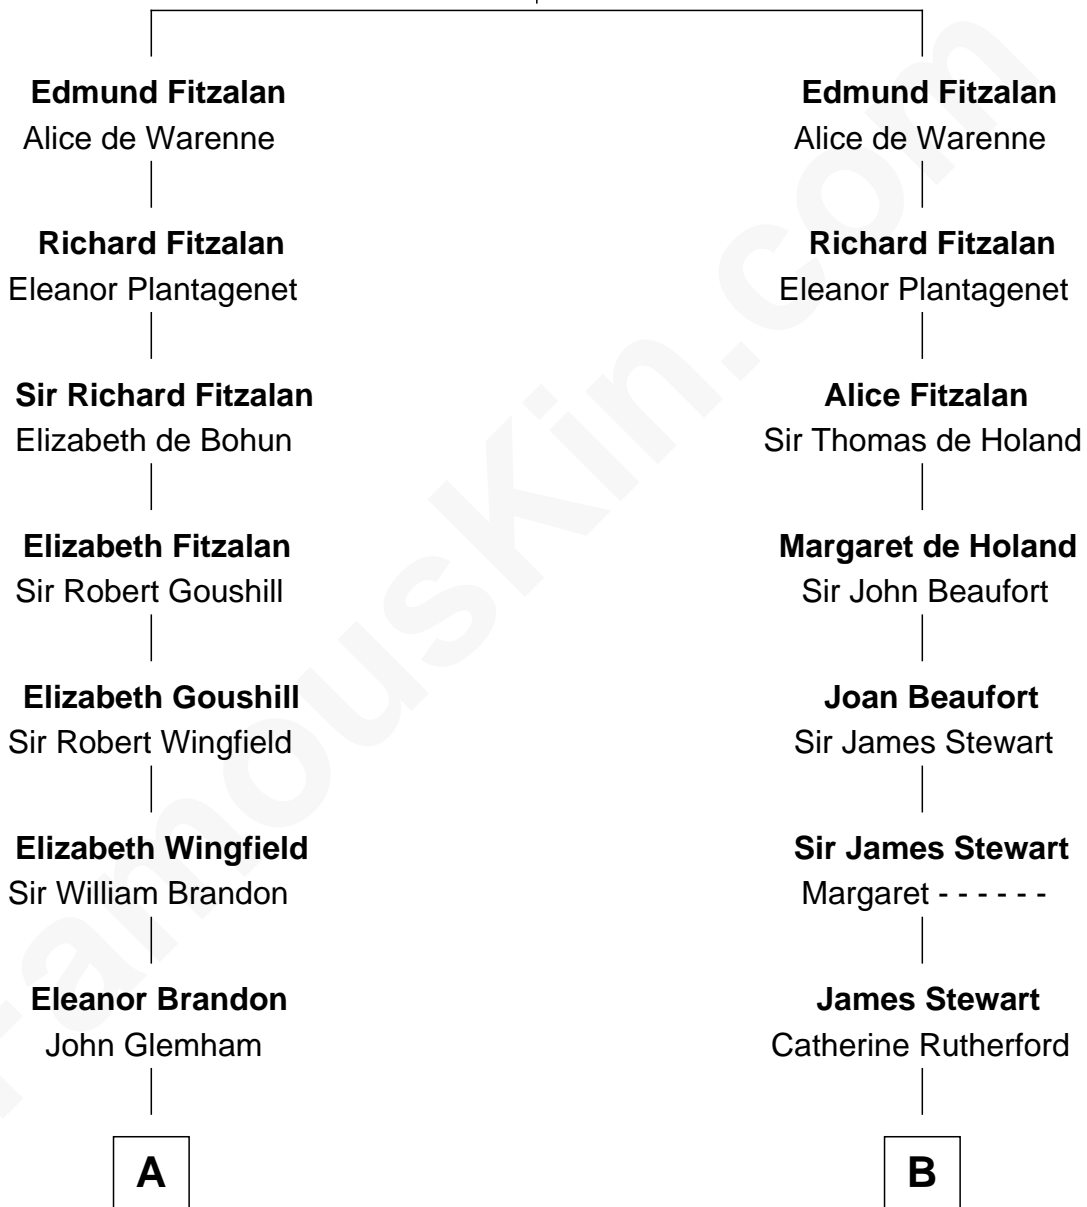 Edmund Fitzalan
Alice de Warenne
Richard Fitzalan
Eleanor Plantagenet
Sir Richard Fitzalan
Elizabeth de Bohun
Elizabeth Fitzalan
Sir Robert Goushill
Elizabeth Goushill
Sir Robert Wingfield
Elizabeth Wingfield
Sir William Brandon
Eleanor Brandon
John Glemham
A
Edmund Fitzalan
Alice de Warenne
Richard Fitzalan
Eleanor Plantagenet
Alice Fitzalan
Sir Thomas de Holand
Margaret de Holand
Sir John Beaufort
Joan Beaufort
Sir James Stewart
Sir James Stewart
Margaret - - - - - -
James Stewart
Catherine Rutherford
B
FamousKin.com